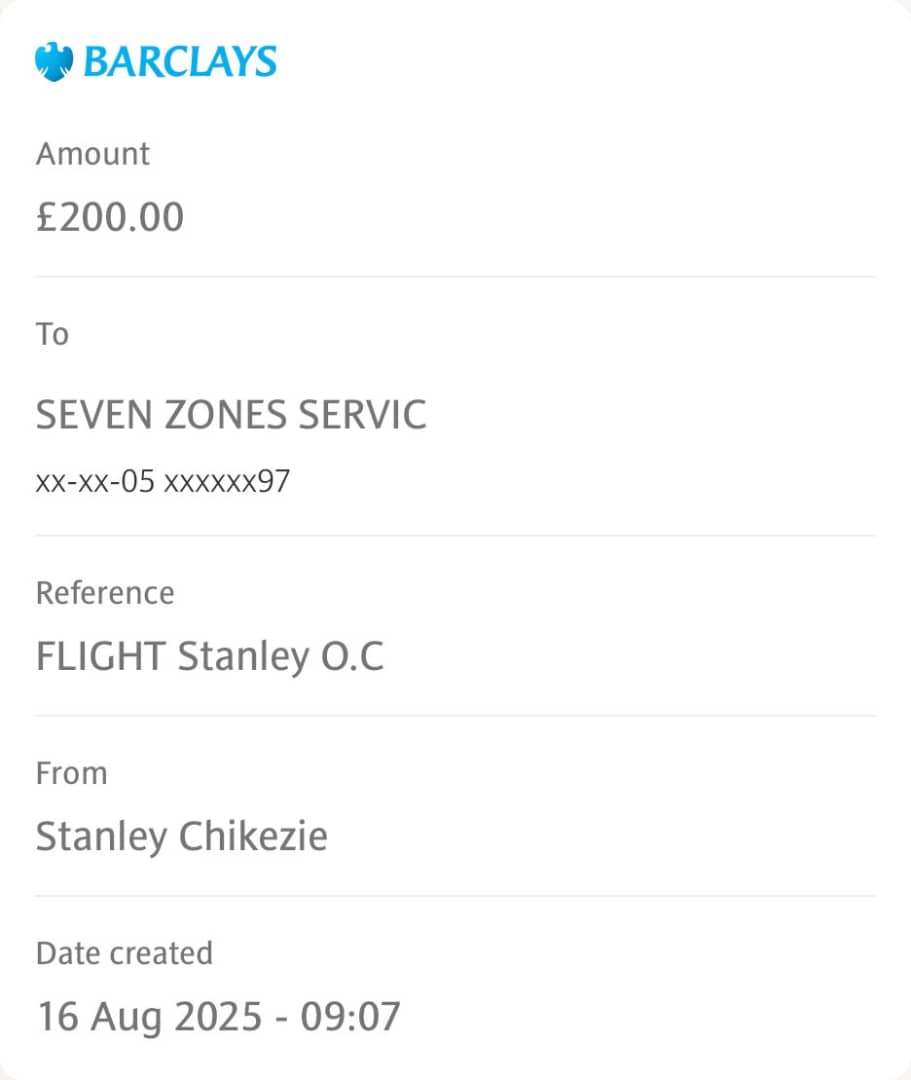 BARCLAYS
Amount
£200.00
To
SEVEN ZONES SERVIC
xx-xx-05 xxxxxx97
Reference
FLIGHT Stanley O.C
From
Stanley Chikezie
Date created
16 Aug 2025 - 09:07